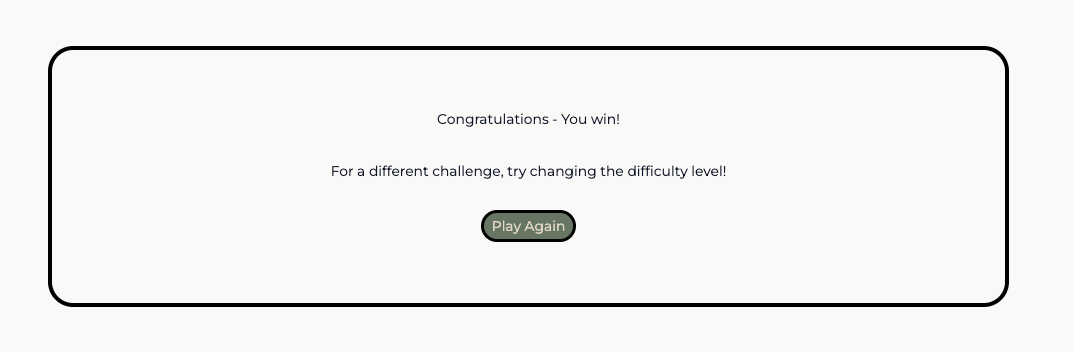 Congratulations - You win!
For a different challenge, try changing the difficulty level!
Play Again